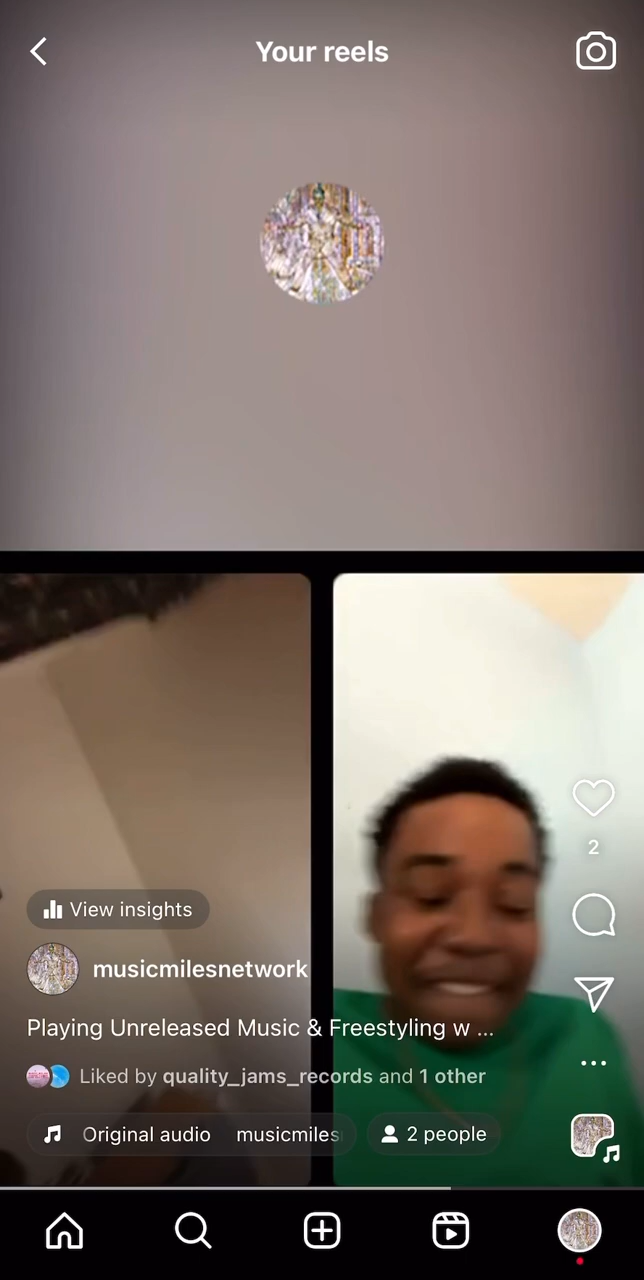 Your reels
2
View insights
musicmilesnetwork
Playing Unreleased Music & Freestyling w ...
Liked by quality_jams_records and 1 other
Original audio musicmiles
2 people